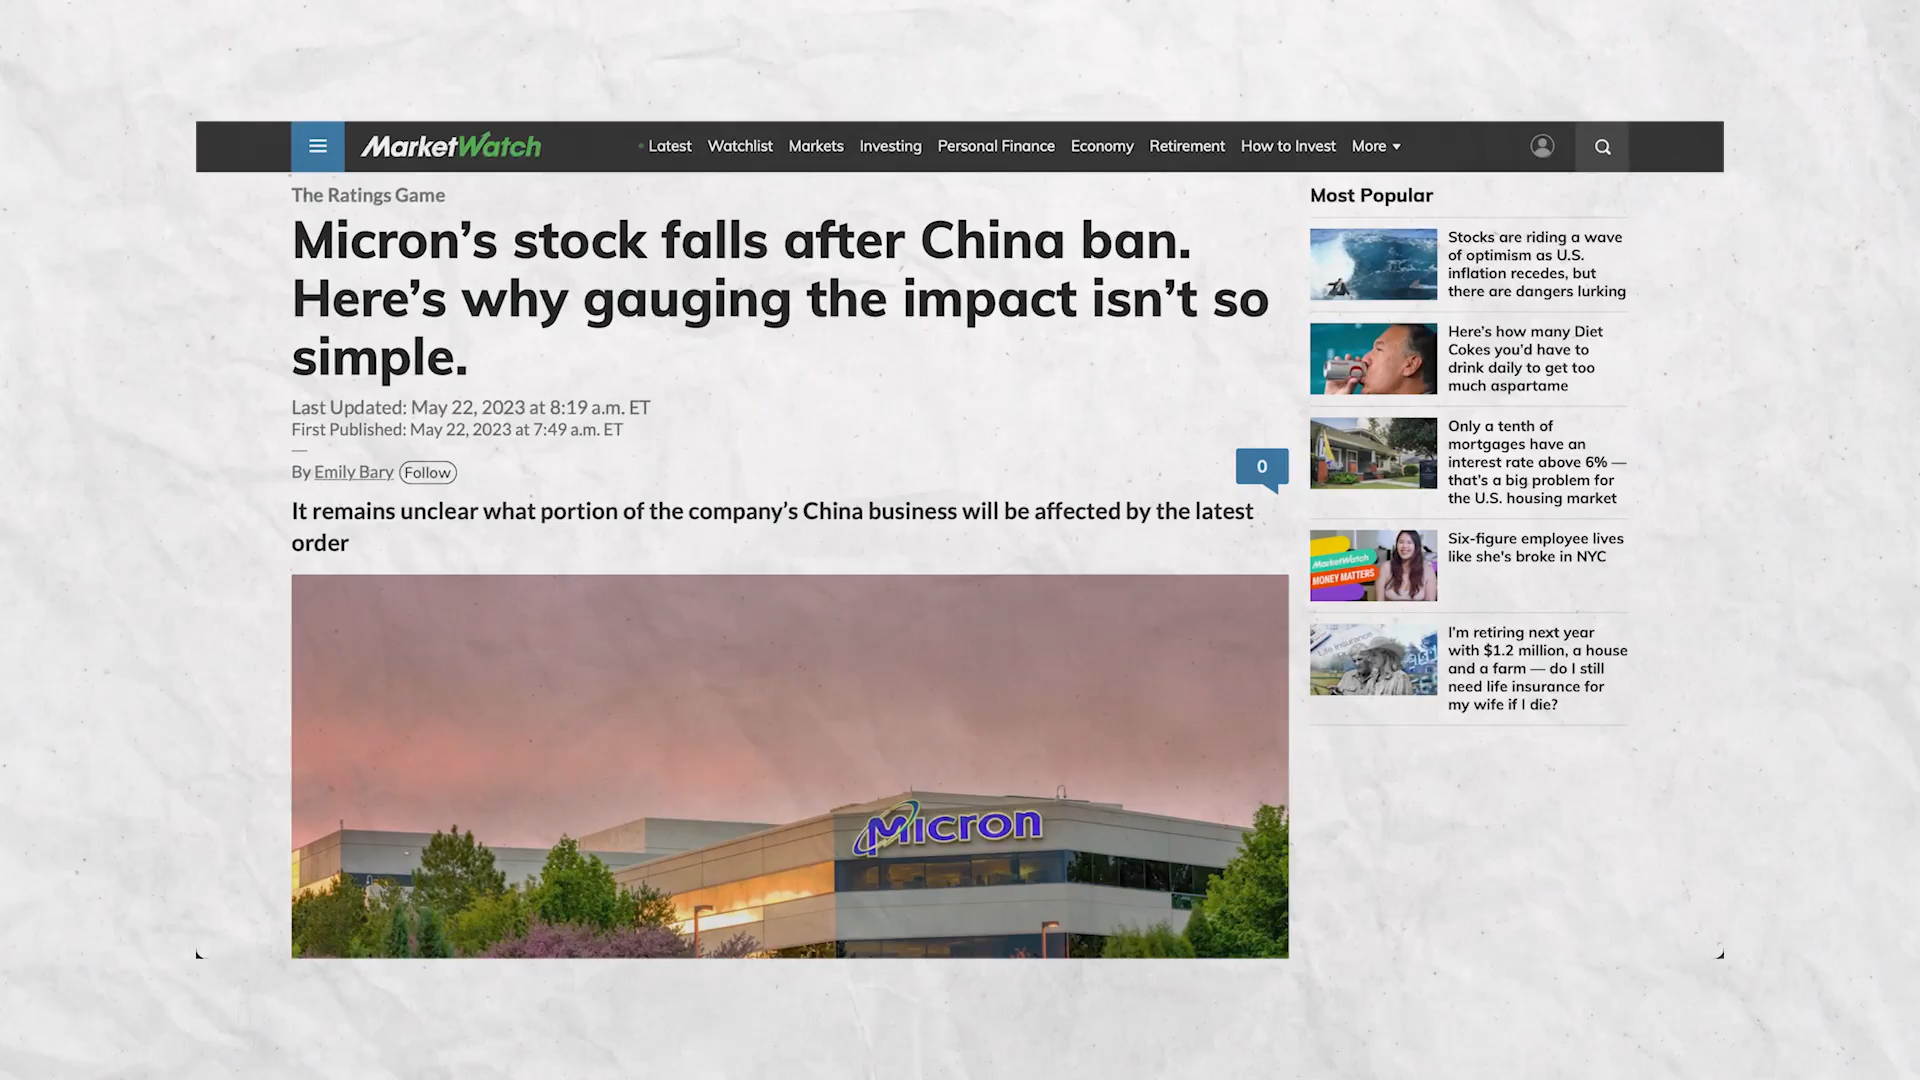 MarketWatch
Latest Watchlist Markets Investing Personal Finance Economy Retirement How to Invest More
The Ratings Game
Micron’s stock falls after China ban.
Here’s why gauging the impact isn’t so
simple.
Last Updated: May 22, 2023 at 8:19 a.m. ET
First Published: May 22, 2023 at 7:49 a.m. ET
By Emily Bary Follow
0
It remains unclear what portion of the company’s China business will be affected by the latest
order
Micron
Most Popular
Stocks are riding a wave
of optimism as U.S.
inflation recedes, but
there are dangers lurking
Here’s how many Diet
Cokes you’d have to
drink daily to get too
much aspartame
Only a tenth of
mortgages have an
interest rate above 6% —
that’s a big problem for
the U.S. housing market
MarketWatch
MONEY MATTERS
Six-figure employee lives
like she's broke in NYC
Life Insurance
I’m retiring next year
with $1.2 million, a house
and a farm — do I still
need life insurance for
my wife if I die?